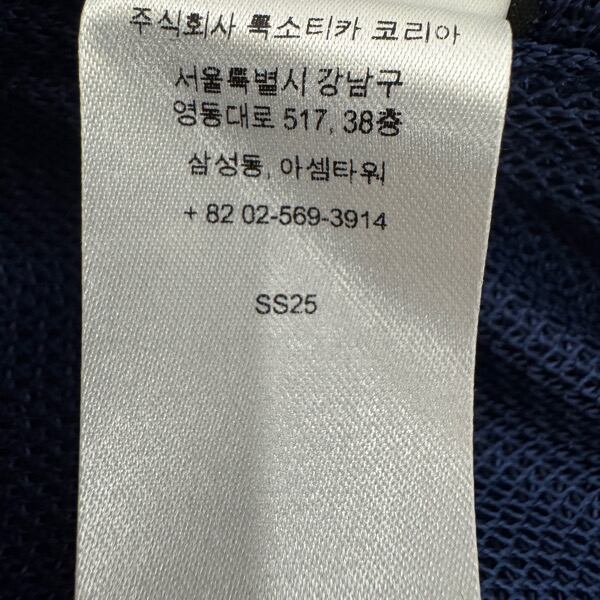 주식회사 룩소티카 코리아
서울특별시 강남구
영동대로 517, 38층
삼성동, 아셈타워
+ 82 02-569-3914
SS25